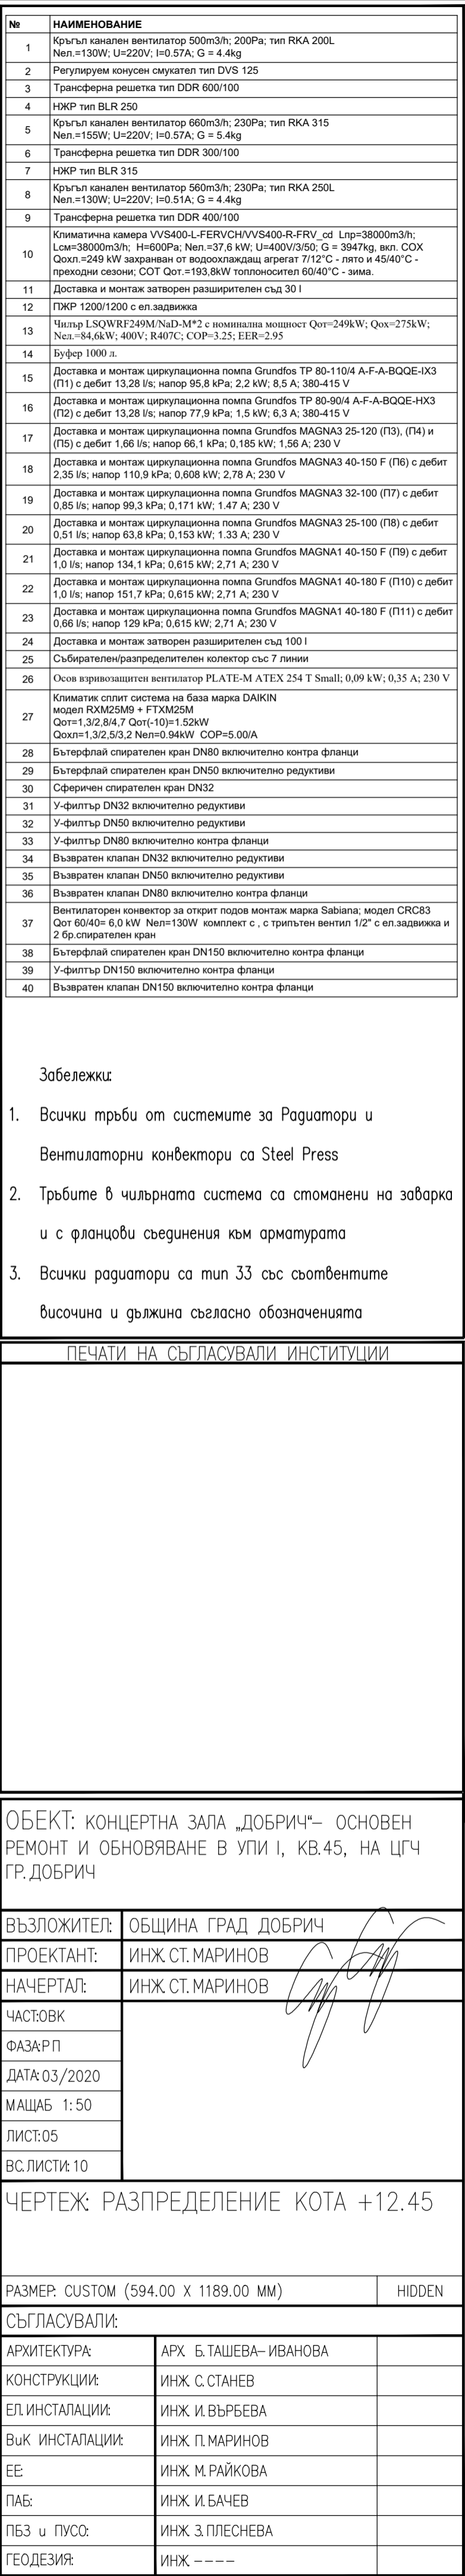 № НАИМЕНОВАНИЕ
1 Кръгъл канален вентилатор 500m3/h; 200Pa; тип RKA 200L
Nел.=130W; U=220V; I=0.57A; G = 4.4kg
2 Регулируем конусен смукател тип DVS 125
3 Трансферна решетка тип DDR 600/100
4 НЖР тип BLR 250
5 Кръгъл канален вентилатор 660m3/h; 230Pa; тип RKA 315
Nел.=155W; U=220V; I=0.57A; G = 5.4kg
6 Трансферна решетка тип DDR 300/100
7 НЖР тип BLR 315
8 Кръгъл канален вентилатор 560m3/h; 230Pa; тип RKA 250L
Nел.=130W; U=220V; I=0.51A; G = 4.4kg
9 Трансферна решетка тип DDR 400/100
10 Климатична камера VVS400-L-FERVCH/VVS400-R-FRV_cd Lпр=38000m3/h;
Lсм=38000m3/h; H=600Pa; Nел.=37,6 kW; U=400V/3/50; G = 3947kg, вкл. СОХ
Qохл.=249 kW захранван от водоохлаждащ агрегат 7/12°C - лято и 45/40°C -
преходни сезони; СОТ Qот.=193,8kW топлоносител 60/40°C - зима.
11 Доставка и монтаж затворен разширителен съд 30 l
12 ПЖР 1200/1200 с ел.задвижка
13 Чилър LSQWRF249M/NaD-M*2 с номинална мощност Qот=249kW; Qох=275kW;
Nел.=84,6kW; 400V; R407C; COP=3.25; EER=2.95
14 Буфер 1000 л.
15 Доставка и монтаж циркулационна помпа Grundfos TP 80-110/4 A-F-A-BQQE-IX3
(П1) с дебит 13,28 l/s; напор 95,8 kPa; 2,2 kW; 8,5 A; 380-415 V
16 Доставка и монтаж циркулационна помпа Grundfos TP 80-90/4 A-F-A-BQQE-HX3
(П2) с дебит 13,28 l/s; напор 77,9 kPa; 1,5 kW; 6,3 A; 380-415 V
17 Доставка и монтаж циркулационна помпа Grundfos MAGNA3 25-120 (П3), (П4) и
(П5) с дебит 1,66 l/s; напор 66,1 kPa; 0,185 kW; 1,56 A; 230 V
18 Доставка и монтаж циркулационна помпа Grundfos MAGNA3 40-150 F (П6) с дебит
2,35 l/s; напор 110,9 kPa; 0,608 kW; 2,78 A; 230 V
19 Доставка и монтаж циркулационна помпа Grundfos MAGNA3 32-100 (П7) с дебит
0,85 l/s; напор 99,3 kPa; 0,171 kW; 1.47 A; 230 V
20 Доставка и монтаж циркулационна помпа Grundfos MAGNA3 25-100 (П8) с дебит
0,51 l/s; напор 63,8 kPa; 0,153 kW; 1.33 A; 230 V
21 Доставка и монтаж циркулационна помпа Grundfos MAGNA1 40-150 F (П9) с дебит
1,0 l/s; напор 134,1 kPa; 0,615 kW; 2,71 A; 230 V
22 Доставка и монтаж циркулационна помпа Grundfos MAGNA1 40-180 F (П10) с дебит
1,0 l/s; напор 151,7 kPa; 0,615 kW; 2,71 A; 230 V
23 Доставка и монтаж циркулационна помпа Grundfos MAGNA1 40-180 F (П11) с дебит
0,66 l/s; напор 129 kPa; 0,615 kW; 2,71 A; 230 V
24 Доставка и монтаж затворен разширителен съд 100 l
25 Събирателен/разпределителен колектор със 7 линии
26 Осов взривозащитен вентилатор PLATE-M ATEX 254 T Small; 0,09 kW; 0,35 A; 230 V
27 Климатик сплит система на база марка DAIKIN
модел RXM25M9 + FTXM25M
Qот=1,3/2,8/4,7 Qот(-10)=1.52kW
Qохл=1,3/2,5/3,2 Nел=0.94kW COP=5.00/A
28 Бътерфлай спирателен кран DN80 включително контра фланци
29 Бътерфлай спирателен кран DN50 включително редуктиви
30 Сферичен спирателен кран DN32
31 У-филтър DN32 включително редуктиви
32 У-филтър DN50 включително редуктиви
33 У-филтър DN80 включително контра фланци
34 Възвратен клапан DN32 включително редуктиви
35 Възвратен клапан DN50 включително редуктиви
36 Възвратен клапан DN80 включително контра фланци
37 Вентилаторен конвектор за открит подов монтаж марка Sabiana; модел CRC83
Qот 60/40= 6,0 kW Nел=130W комплект с , с трипътен вентил 1/2" с ел.задвижка и
2 бр.спирателен кран
38 Бътерфлай спирателен кран DN150 включително контра фланци
39 У-филтър DN150 включително контра фланци
40 Възвратен клапан DN150 включително контра фланци
Забележки:
1. Всички тръби от системите за Радиатори и
Вентилаторни конвектори са Steel Press
2. Тръбите в чилърната система са стоманени на заварка
и с фланцови съединения към арматурата
3. Всички радиатори са тип 33 със сьотвентите
височина и дължина съгласно обозначенията
ПЕЧАТИ НА СЪГЛАСУВАЛИ ИНСТИТУЦИИ
ОБЕКТ: КОНЦЕРТНА ЗАЛА „ДОБРИЧ“– ОСНОВЕН
РЕМОНТ И ОБНОВЯВАНЕ В УПИ I, КВ.45, НА ЦГЧ
ГР.ДОБРИЧ
ВЪЗЛОЖИТЕЛ: ОБЩИНА ГРАД ДОБРИЧ
ПРОЕКТАНТ: ИНЖ. СТ. МАРИНОВ
НАЧЕРТАЛ: ИНЖ. СТ. МАРИНОВ
ЧАСТ:ОВК
ФАЗА:РП
ДАТА: 03/2020
МАЩАБ 1:50
ЛИСТ:05
ВС.ЛИСТИ: 10
ЧЕРТЕЖ: РАЗПРЕДЕЛЕНИЕ КОТА +12.45
РАЗМЕР: CUSTOM (594.00 X 1189.00 MM) HIDDEN
СЪГЛАСУВАЛИ:
АРХИТЕКТУРА: АРХ. Б.ТАШЕВА–ИВАНОВА
КОНСТРУКЦИИ: ИНЖ. С.СТАНЕВ
ЕЛ.ИНСТАЛАЦИИ: ИНЖ. И.ВЪРБЕВА
ВиК ИНСТАЛАЦИИ: ИНЖ. П.МАРИНОВ
ЕЕ: ИНЖ. М.РАЙКОВА
ПАБ: ИНЖ. И.БАЧЕВ
ПБЗ и ПУСО: ИНЖ. З.ПЛЕСНЕВА
ГЕОДЕЗИЯ: ИНЖ. ––––